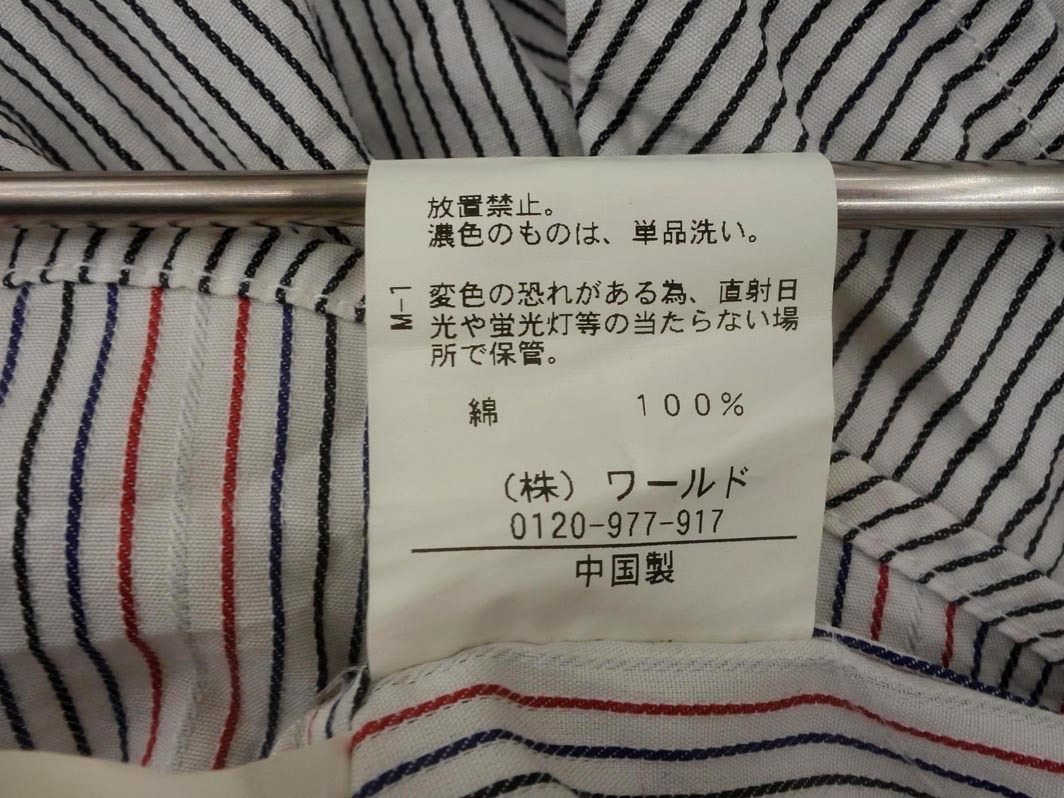 放置禁止。
濃色のものは、単品洗い。
M-1
変色の恐れがある為、直射日
光や蛍光灯等の当たらない場
所で保管。
綿 100%
（株）ワールド
0120-977-917
中国製